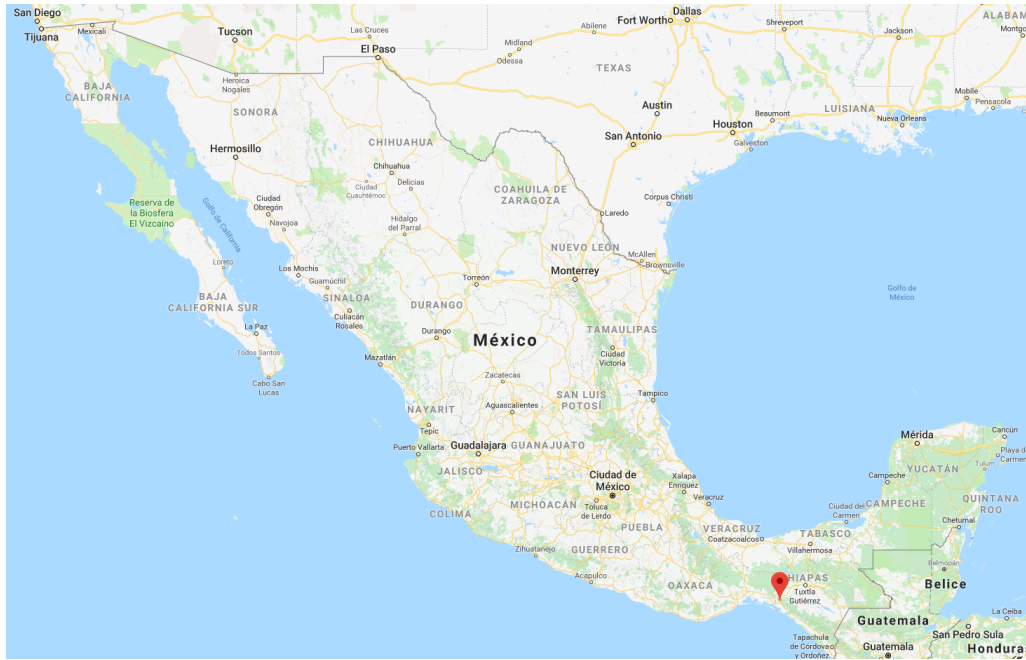 San Diego
Tijuana
Mexicali
Tucson
Las Cruces
El Paso
Abilene
Fort Worth
Dallas
Shreveport
Jackson
ALABAM
Montgo
Midland
Odessa
TEXAS
BAJA
CALIFORNIA
Heroica
Nogales
SONORA
Austin
Houston
Beaumont
LUISIANA
Mobile
Pensacola
Nueva Orleans
San Antonio
Galveston
Hermosillo
CHIHUAHUA
Chihuahua
Ciudad
Cuauhtémoc
Delicias
COAHUILA DE
ZARAGOZA
Reserva de
la Biosfera
El Vizcaíno
Golfo de California
Ciudad
Obregón
Navojoa
Hidalgo
del Parral
Laredo
Corpus Christi
NUEVO LEÓN
McAllen
Brownsville
Loreto
Los Mochis
Guamúchil
Torreón
Monterrey
Golfo de
México
BAJA
CALIFORNIA SUR
SINALOA
Culiacán
Rosales
DURANGO
La Paz
Durango
México
TAMAULIPAS
Ciudad
Victoria
Todos Santos
Mazatlán
Cabo San
Lucas
Zacatecas
SAN LUIS
POTOSÍ
Tampico
NAYARIT
Aguascalientes
Tepic
Puerto Vallarta
Guadalajara
GUANAJUATO
Mérida
Cancún
Playa d
Carmen
Tulum
YUCATÁN
JALISCO
Ciudad de
México
Xalapa
Enríquez
Campeche
COLIMA
MICHOACÁN
Toluca
de Lerdo
Veracruz
Ciudad del
Carmen
CAMPECHE
QUINTANA
ROO
Chetumal
PUEBLA
VERACRUZ
Coatzacoalcos
TABASCO
Villahermosa
Zihuatanejo
GUERRERO
Acapulco
OAXACA
HIAPAS
Tuxtla
Gutiérrez
Belmopán
Belice
La Ceiba
Guatemala
San Pedro Sula
Tapachula
de Córdova
y Ordóñez
Guatemala
Hondura